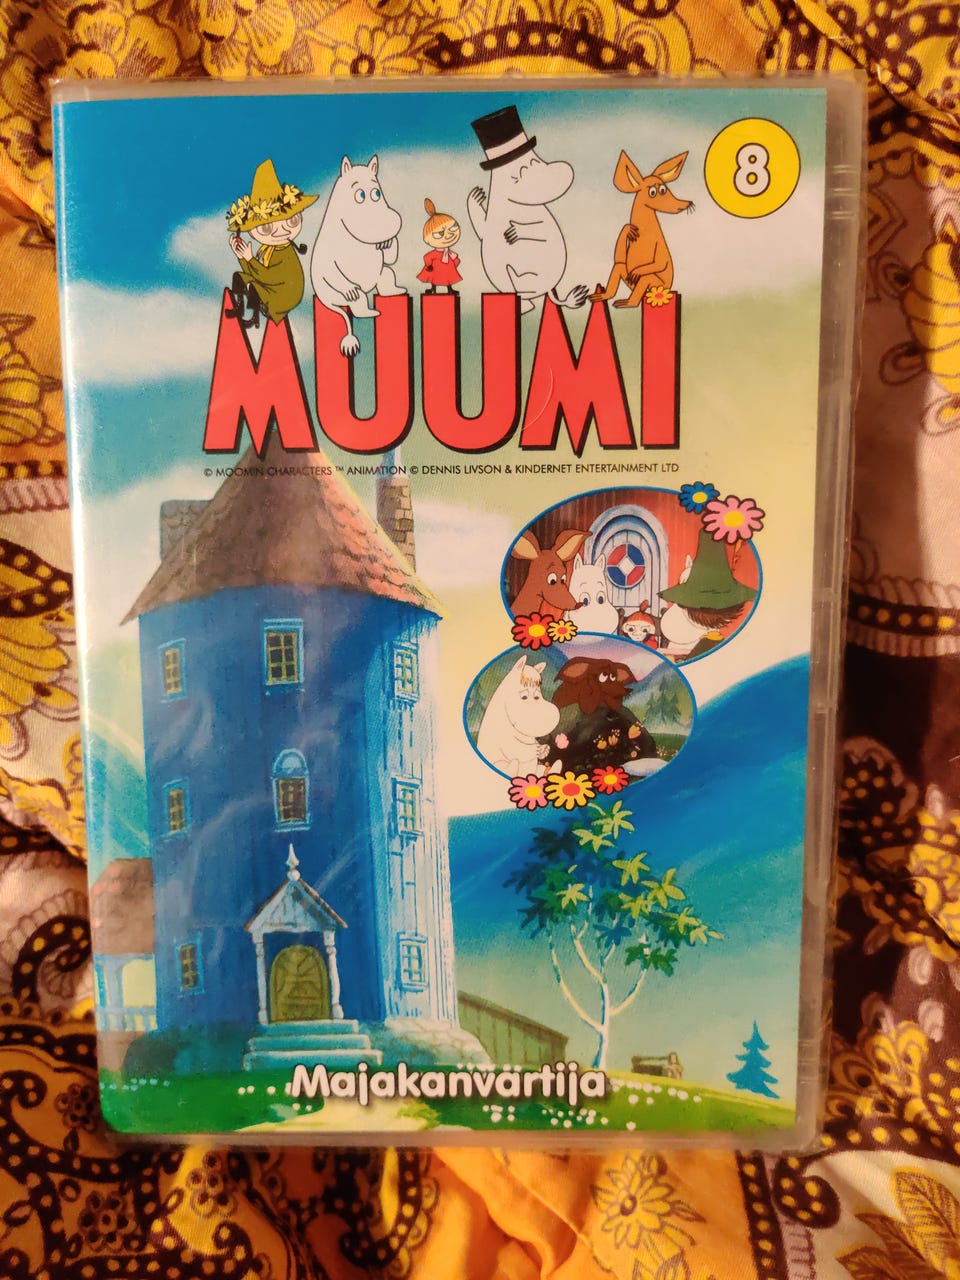 8
MUUMI
© MOOMIN CHARACTERS ™ ANIMATION © DENNIS LIVSON & KINDERNET ENTERTAINMENT LTD
Majakanvartija